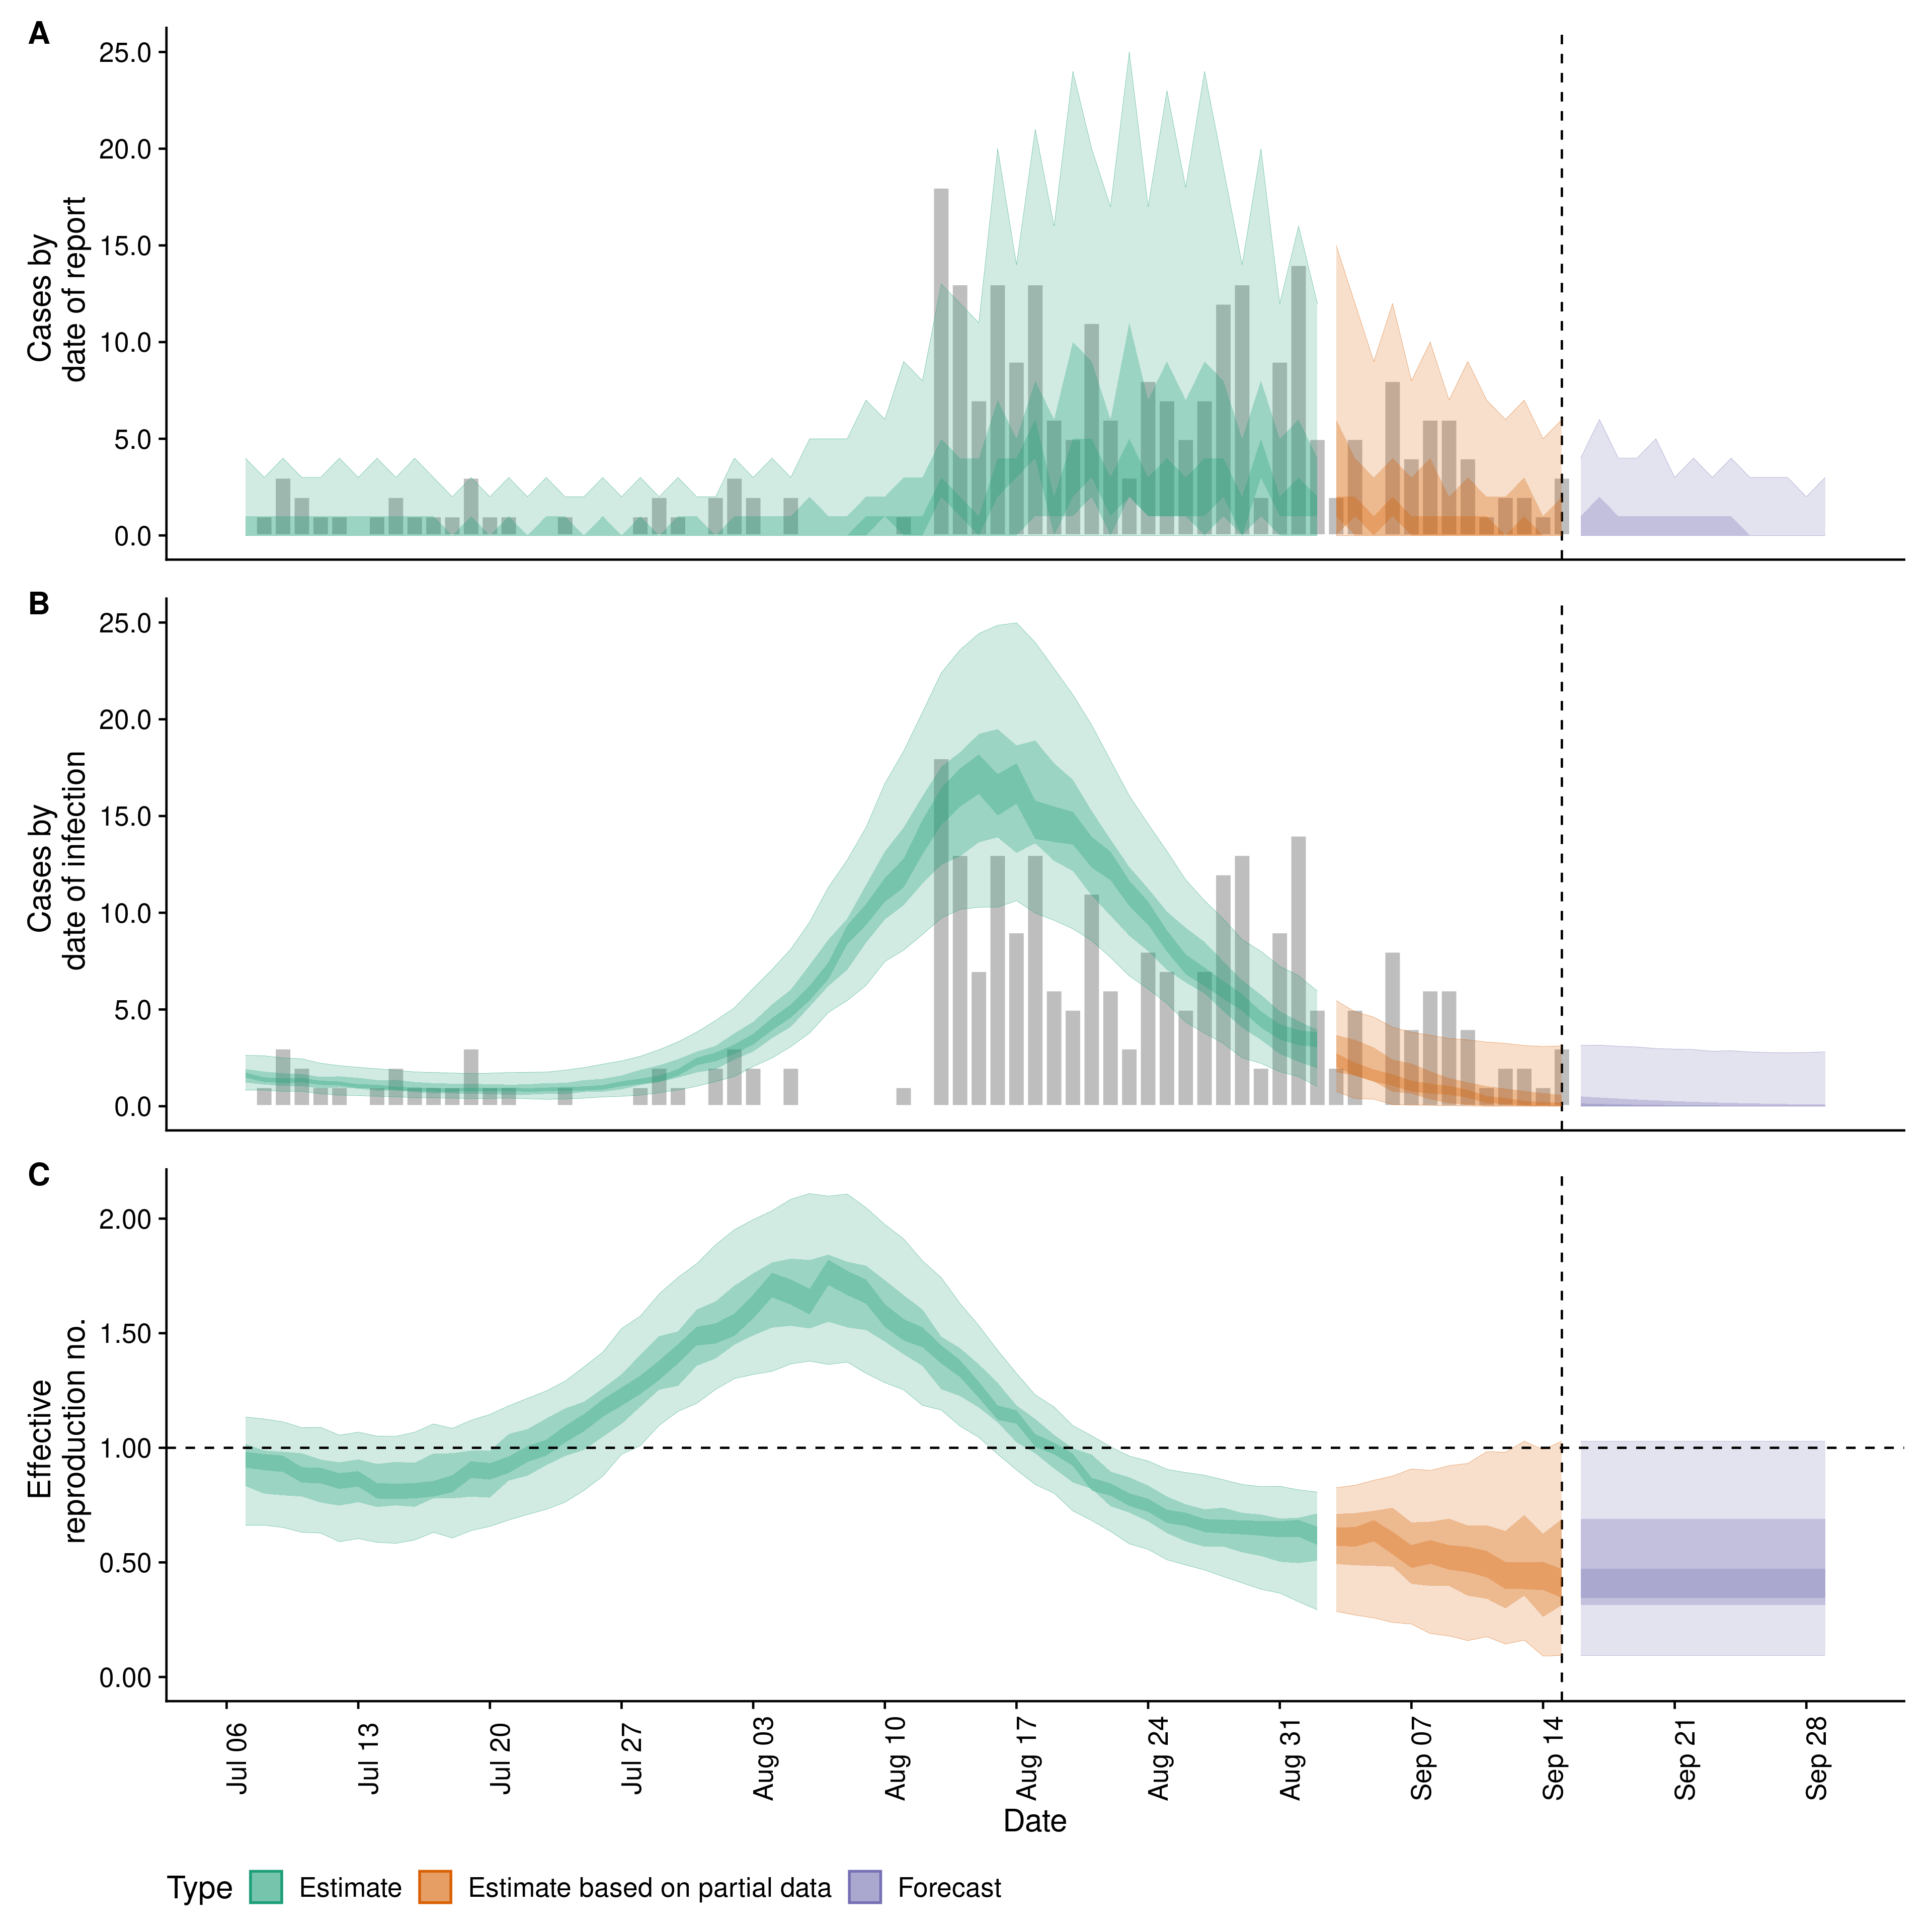 A
25.0
20.0
15.0
10.0
5.0
0.0
Cases by
date of report
B
25.0
20.0
15.0
10.0
5.0
0.0
Cases by
date of infection
C
2.00
1.50
1.00
0.50
0.00
Effective
reproduction no.
Jul 06
Jul 13
Jul 20
Jul 27
Aug 03
Aug 10
Aug 17
Aug 24
Aug 31
Sep 07
Sep 14
Sep 21
Sep 28
Date
Type Estimate Estimate based on partial data Forecast